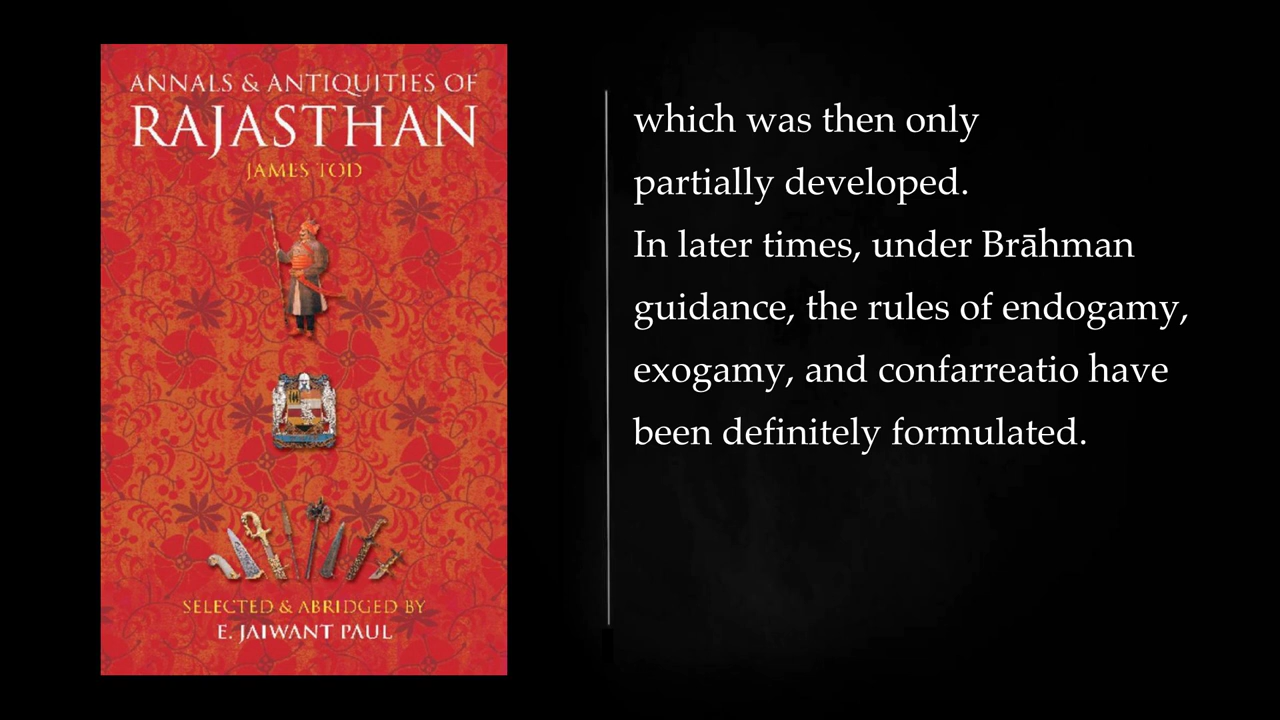 ANNALS & ANTIQUITIES OF
RAJASTHAN
JAMES TOD
SELECTED & ABRIDGED BY
E. JAIWANT PAUL
which was then only
partially developed.
In later times, under Brāhman
guidance, the rules of endogamy,
exogamy, and confarreatio have
been definitely formulated.